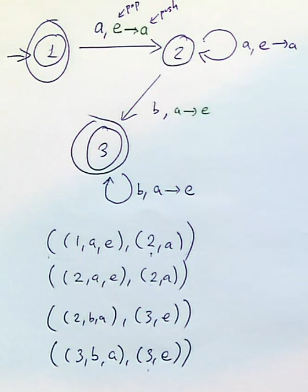 pop
a, e→a push
1 2 a, e→a
b, a→e
3
b, a→e
((1,a,e), (2,a))
((2,a,e), (2,a))
((2,b,a), (3,e))
((3,b,a), (3,e))